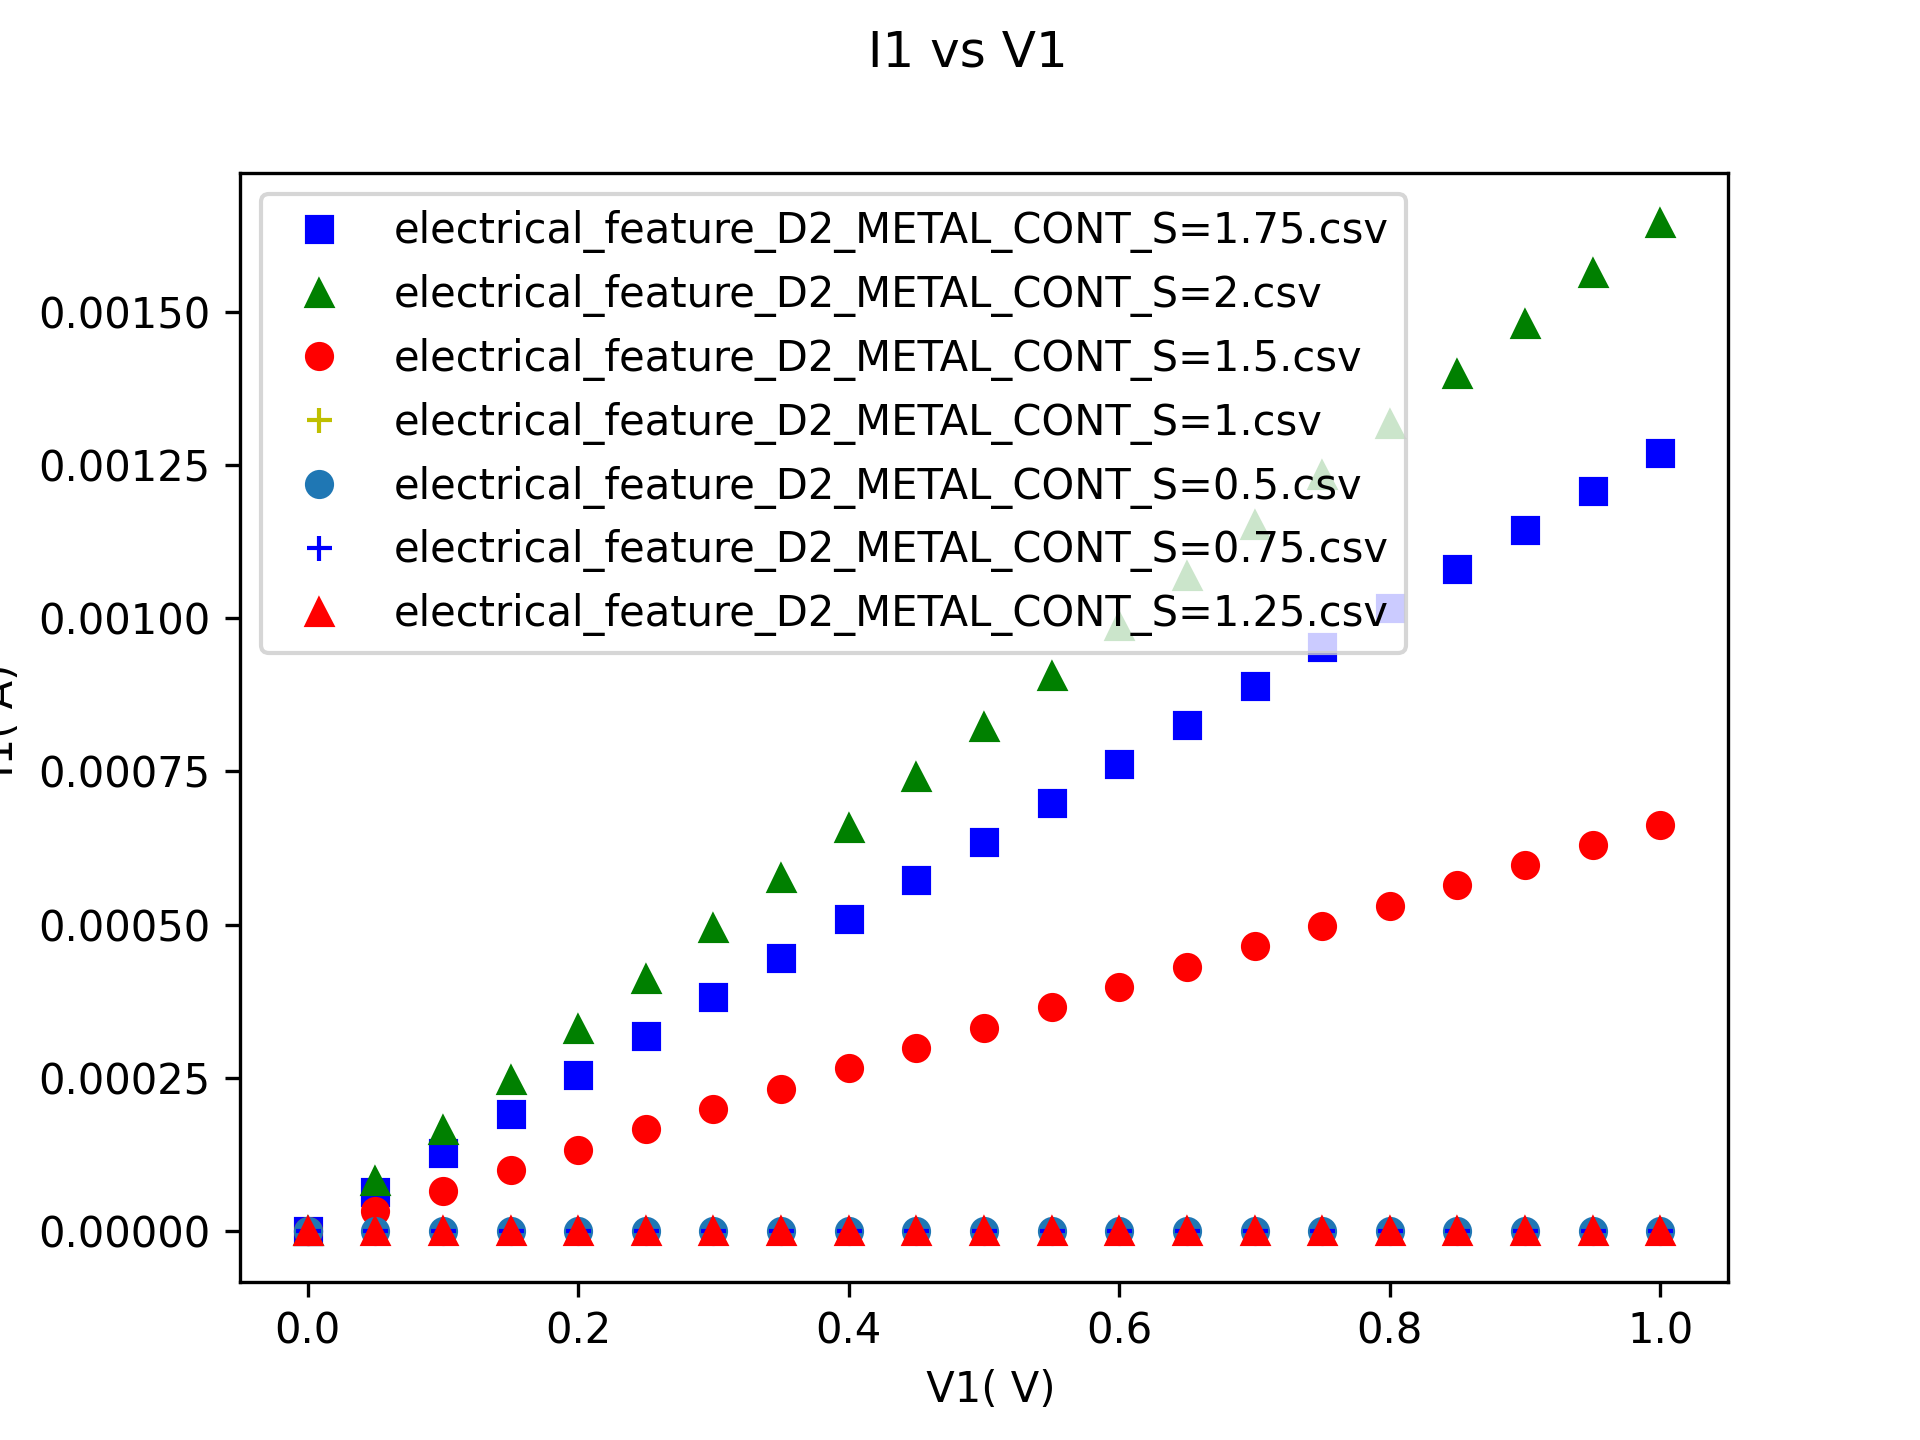 I1 vs V1
electrical_feature_D2_METAL_CONT_S=1.75.csv
electrical_feature_D2_METAL_CONT_S=2.csv
electrical_feature_D2_METAL_CONT_S=1.5.csv
electrical_feature_D2_METAL_CONT_S=1.csv
electrical_feature_D2_METAL_CONT_S=0.5.csv
electrical_feature_D2_METAL_CONT_S=0.75.csv
electrical_feature_D2_METAL_CONT_S=1.25.csv
0.00150
0.00125
0.00100
0.00075
0.00050
0.00025
0.00000
I1( A)
0.0 0.2 0.4 0.6 0.8 1.0
V1( V)